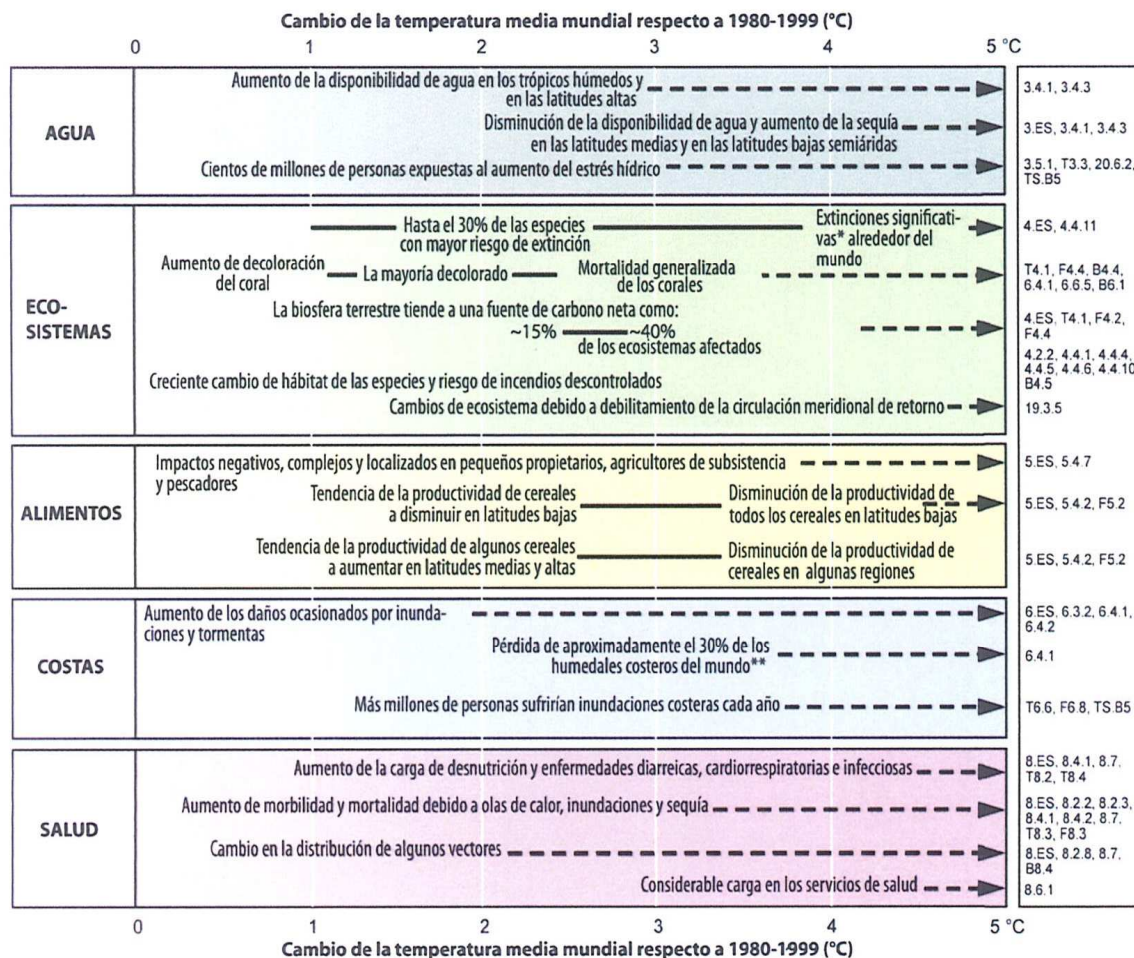 Cambio de la temperatura media mundial respecto a 1980-1999 (°C)
0 1 2 3 4 5 °C
AGUA
Aumento de la disponibilidad de agua en los trópicos húmedos y
en las latitudes altas
3.4.1, 3.4.3
Disminución de la disponibilidad de agua y aumento de la sequía
en las latitudes medias y en las latitudes bajas semiáridas
3.ES, 3.4.1, 3.4.3
Cientos de millones de personas expuestas al aumento del estrés hídrico
3.5.1, T3.3, 20.6.2,
TS.B5
ECO-
SISTEMAS
Hasta el 30% de las especies
con mayor riesgo de extinción
Extinciones significati-
vas* alrededor del
mundo
4.ES, 4.4.11
Aumento de decoloración
del coral
La mayoría decolorado
Mortalidad generalizada
de los corales
T4.1, F4.4, B4.4,
6.4.1, 6.6.5, B6.1
La biosfera terrestre tiende a una fuente de carbono neta como:
~15% ~40%
de los ecosistemas afectados
4.ES, T4.1, F4.2,
F4.4
Creciente cambio de hábitat de las especies y riesgo de incendios descontrolados
4.2.2, 4.4.1, 4.4.4,
4.4.5, 4.4.6, 4.4.10,
B4.5
Cambios de ecosistema debido a debilitamiento de la circulación meridional de retorno
19.3.5
ALIMENTOS
Impactos negativos, complejos y localizados en pequeños propietarios, agricultores de subsistencia
y pescadores
5.ES, 5.4.7
Tendencia de la productividad de cereales
a disminuir en latitudes bajas
Disminución de la productividad de
todos los cereales en latitudes bajas
5.ES, 5.4.2, F5.2
Tendencia de la productividad de algunos cereales
a aumentar en latitudes medias y altas
Disminución de la productividad de
cereales en algunas regiones
5.ES, 5.4.2, F5.2
COSTAS
Aumento de los daños ocasionados por inunda-
ciones y tormentas
6.ES, 6.3.2, 6.4.1,
6.4.2
Pérdida de aproximadamente el 30% de los
humedales costeros del mundo**
6.4.1
Más millones de personas sufrirían inundaciones costeras cada año
T6.6, F6.8, TS.B5
SALUD
Aumento de la carga de desnutrición y enfermedades diarreicas, cardiorrespiratorias e infecciosas
8.ES, 8.4.1, 8.7,
T8.2, T8.4
Aumento de morbilidad y mortalidad debido a olas de calor, inundaciones y sequía
8.ES, 8.2.2, 8.2.3,
8.4.1, 8.4.2, 8.7,
T8.3, F8.3
Cambio en la distribución de algunos vectores
8.ES, 8.2.8, 8.7,
B8.4
Considerable carga en los servicios de salud
8.6.1
0 1 2 3 4 5 °C
Cambio de la temperatura media mundial respecto a 1980-1999 (°C)